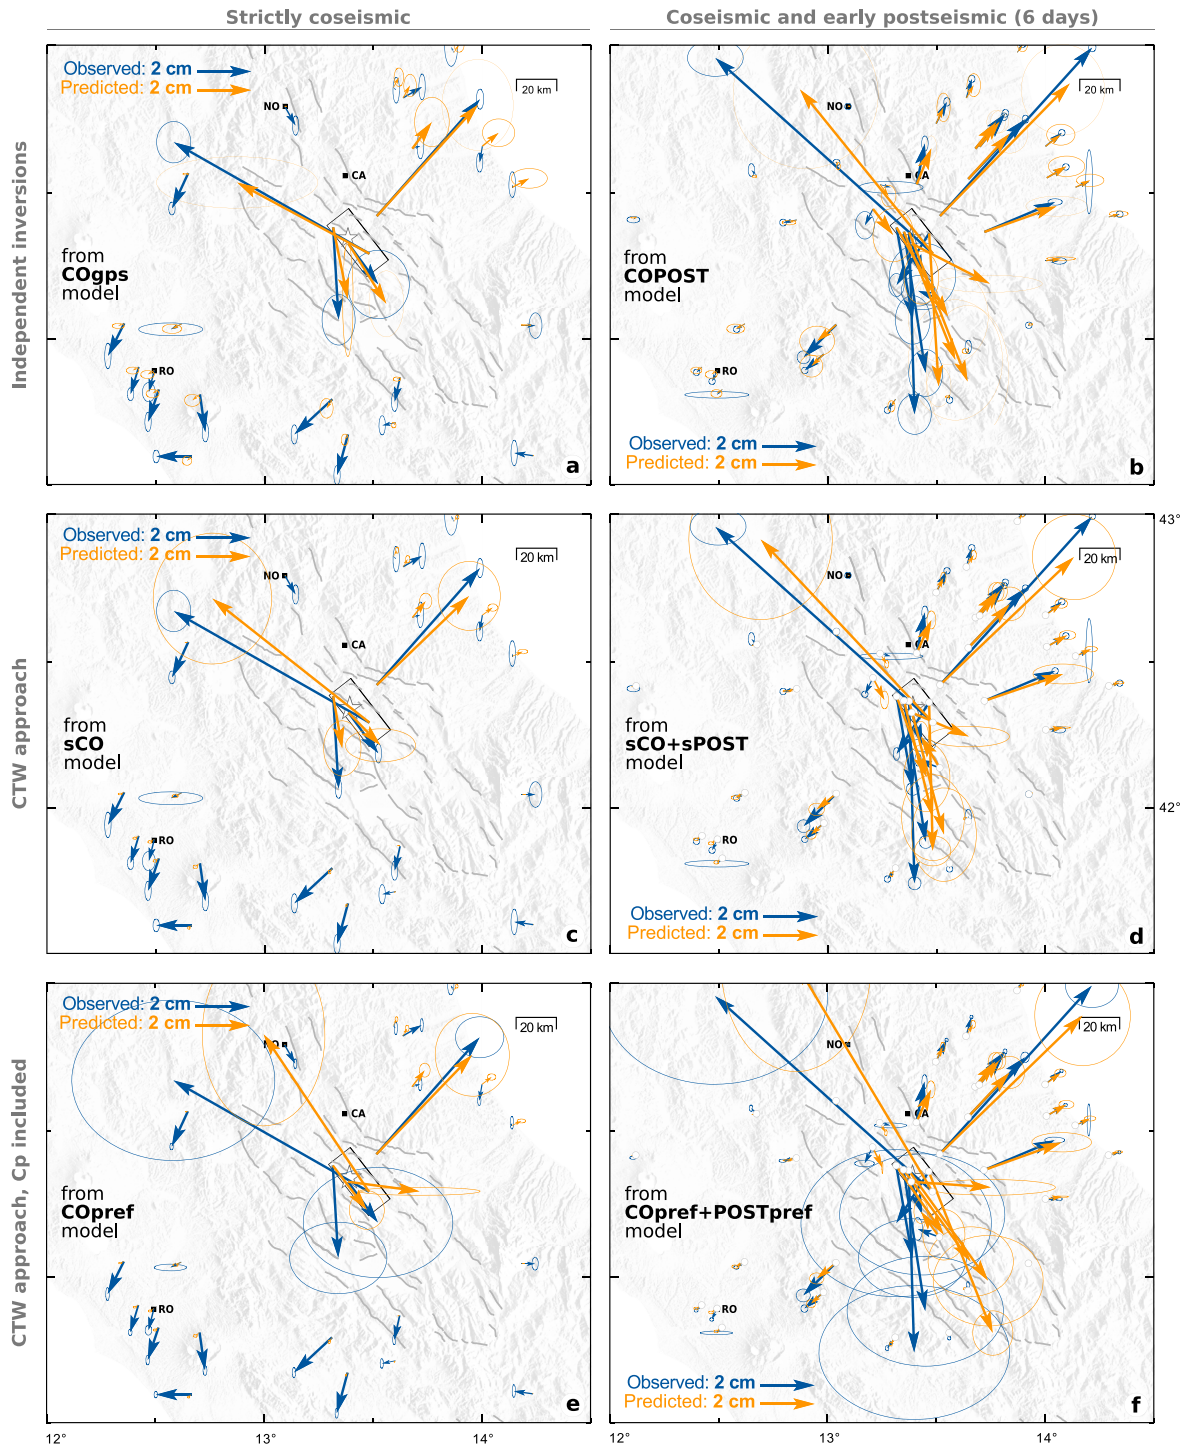 Strictly coseismic
Coseismic and early postseismic (6 days)
Independent inversions
Observed: 2 cm
Predicted: 2 cm
20 km
NO
CA
from
COgps
model
RO
a
20 km
NO
CA
from
COPOST
model
RO
Observed: 2 cm
Predicted: 2 cm
b
CTW approach
Observed: 2 cm
Predicted: 2 cm
20 km
NO
CA
from
sCO
model
RO
c
43°
20 km
NO
CA
from
sCO+sPOST
model
42°
RO
Observed: 2 cm
Predicted: 2 cm
d
CTW approach, Cp included
Observed: 2 cm
Predicted: 2 cm
20 km
NO
CA
from
COpref
model
RO
e
20 km
NO
CA
from
COpref+POSTpref
model
RO
Observed: 2 cm
Predicted: 2 cm
f
12° 13° 14° 12° 13° 14°